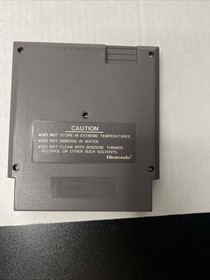 CAUTION
●DO NOT STORE IN EXTREME TEMPERATURES.
●DO NOT IMMERSE IN WATER.
●DO NOT CLEAN WITH BENZENE, THINNER,
ALCOHOL OR OTHER SUCH SOLVENTS.
Nintendo